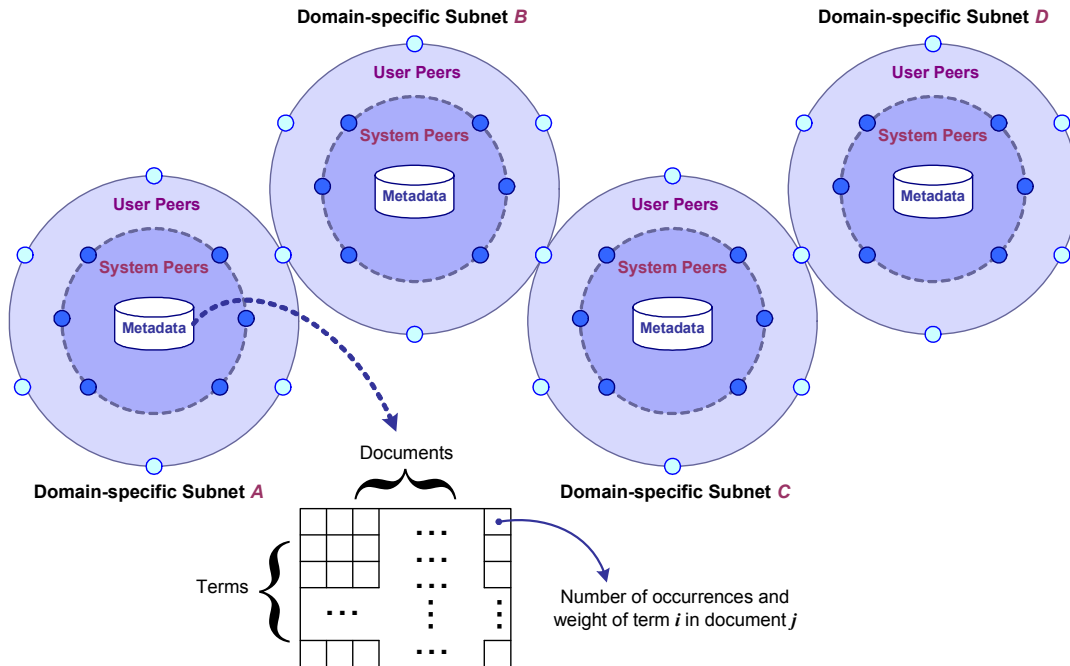 Domain-specific Subnet B
Domain-specific Subnet D
User Peers
User Peers
System Peers
System Peers
Metadata
Metadata
User Peers
User Peers
System Peers
System Peers
Metadata
Metadata
Documents
Domain-specific Subnet A
Domain-specific Subnet C
Terms
Number of occurrences and
weight of term i in document j